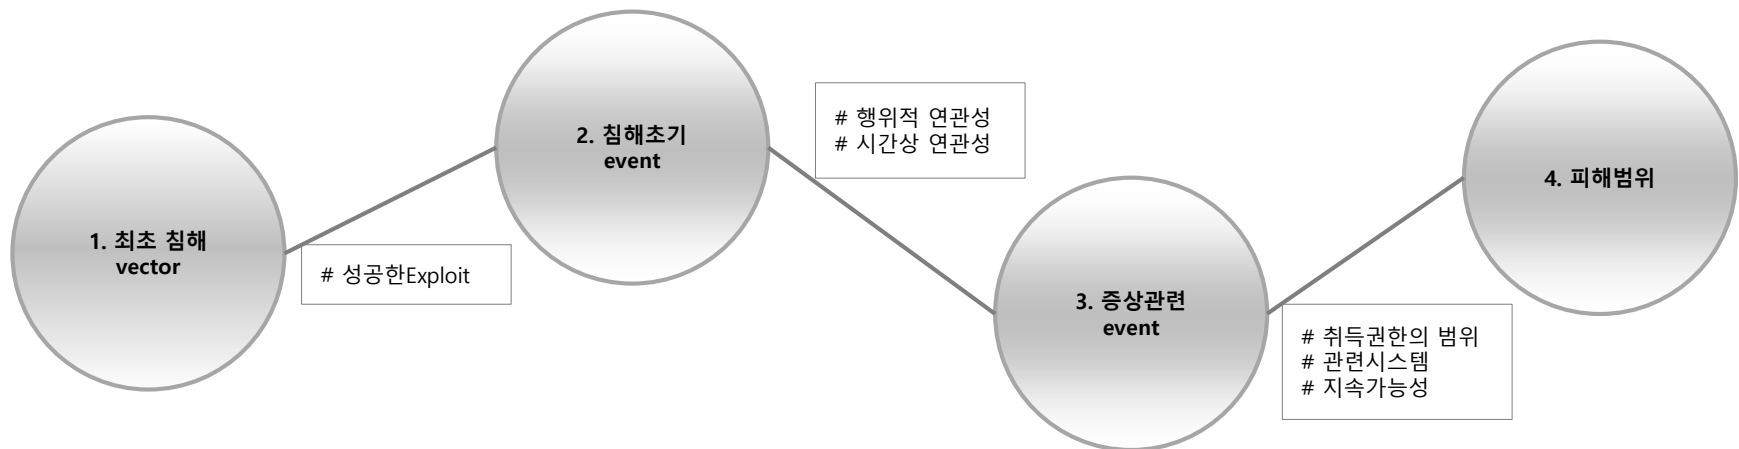 1. 최초 침해
vector
# 성공한Exploit
2. 침해초기
event
# 행위적 연관성
# 시간상 연관성
3. 증상관련
event
# 취득권한의 범위
# 관련시스템
# 지속가능성
4. 피해범위